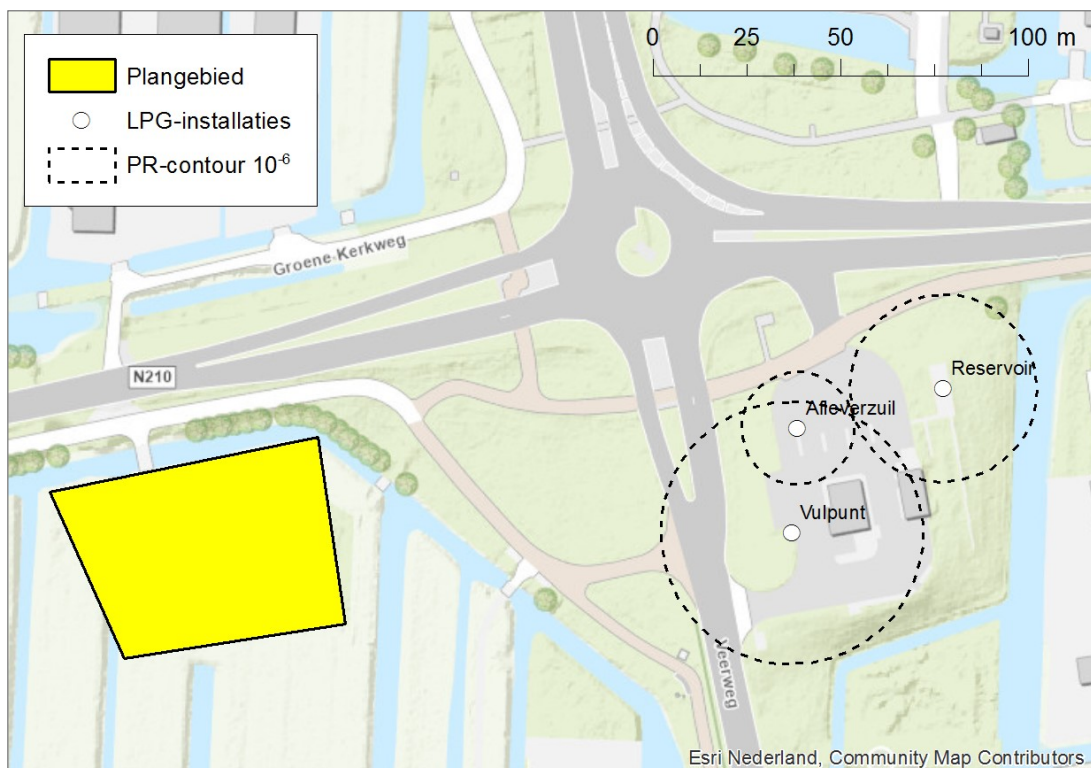 Plangebied
LPG-installaties
PR-contour 10⁻⁶
0 25 50 100 m
Groene Kerkweg
N210
Reservoir
Afleverzuil
Vulpunt
Veerweg
Esri Nederland, Community Map Contributors